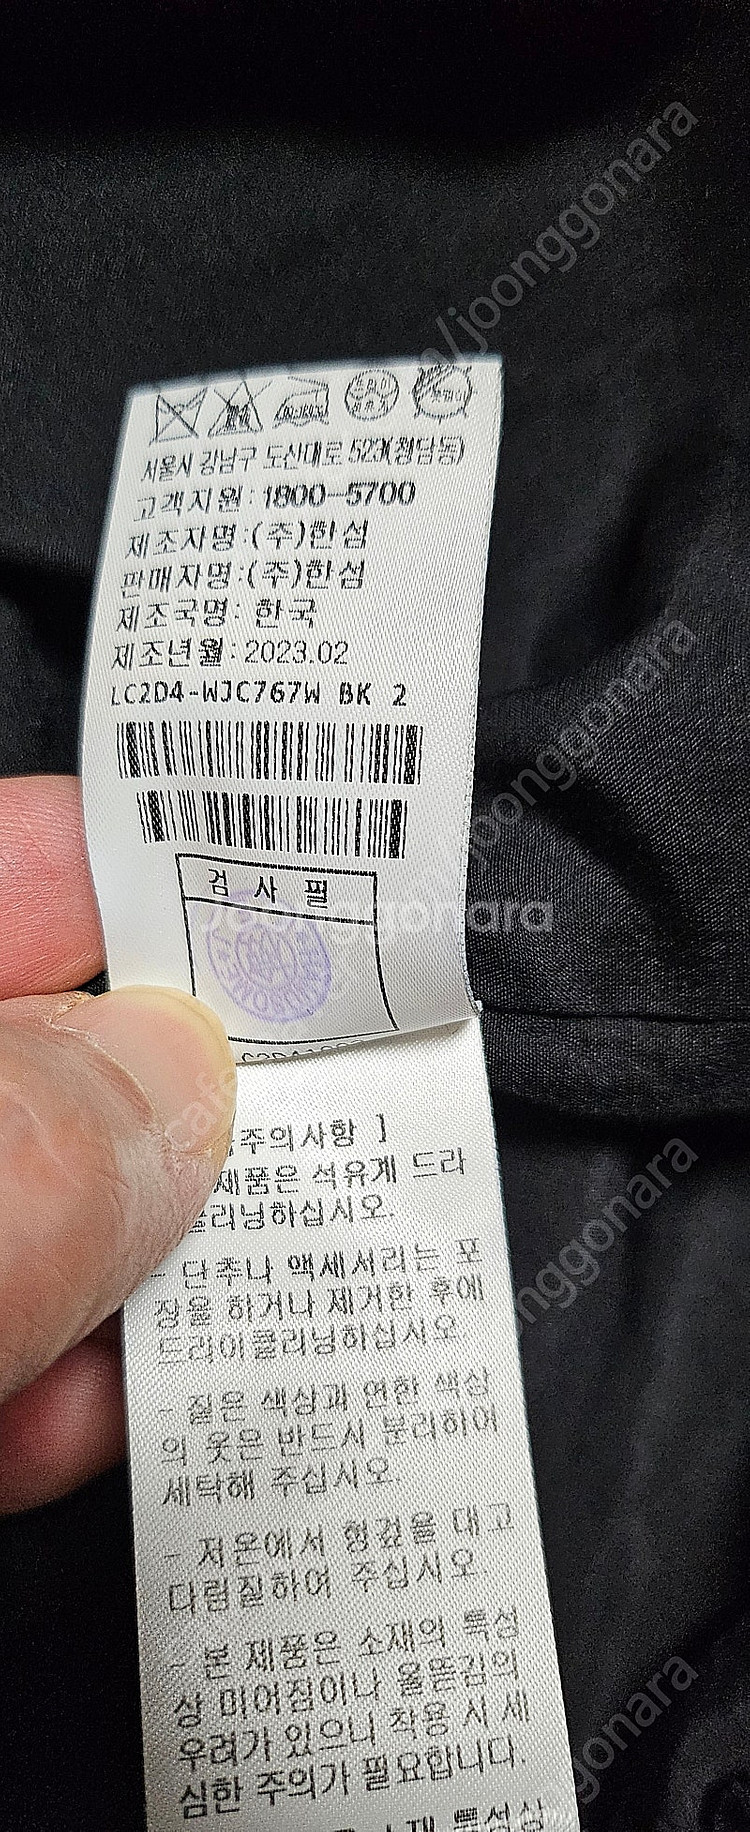 서울시 강남구 도산대로 523(청담동)
고객지원:1800-5700
제조자명:(주)한섬
판매자명:(주)한섬
제조국명: 한국
제조년월:2023.02
LC2D4-WJC767W BK 2
검 사 필
joonggonara
주의사항 ]
제품은 석유계 드라
클리닝하십시오.
- 단추나 액세서리는 포
장을 하거나 제거한 후에
드라이클리닝하십시오.
- 짙은 색상과 연한 색상
의 옷은 반드시 분리하여
세탁해 주십시오.
- 저온에서 헝겊을 대고
다림질하여 주십시오.
- 본 제품은 소재의 특성
상 미어짐이나 올뜯김의
우려가 있으니 착용 시 세
심한 주의가 필요합니다.
소재 특성상